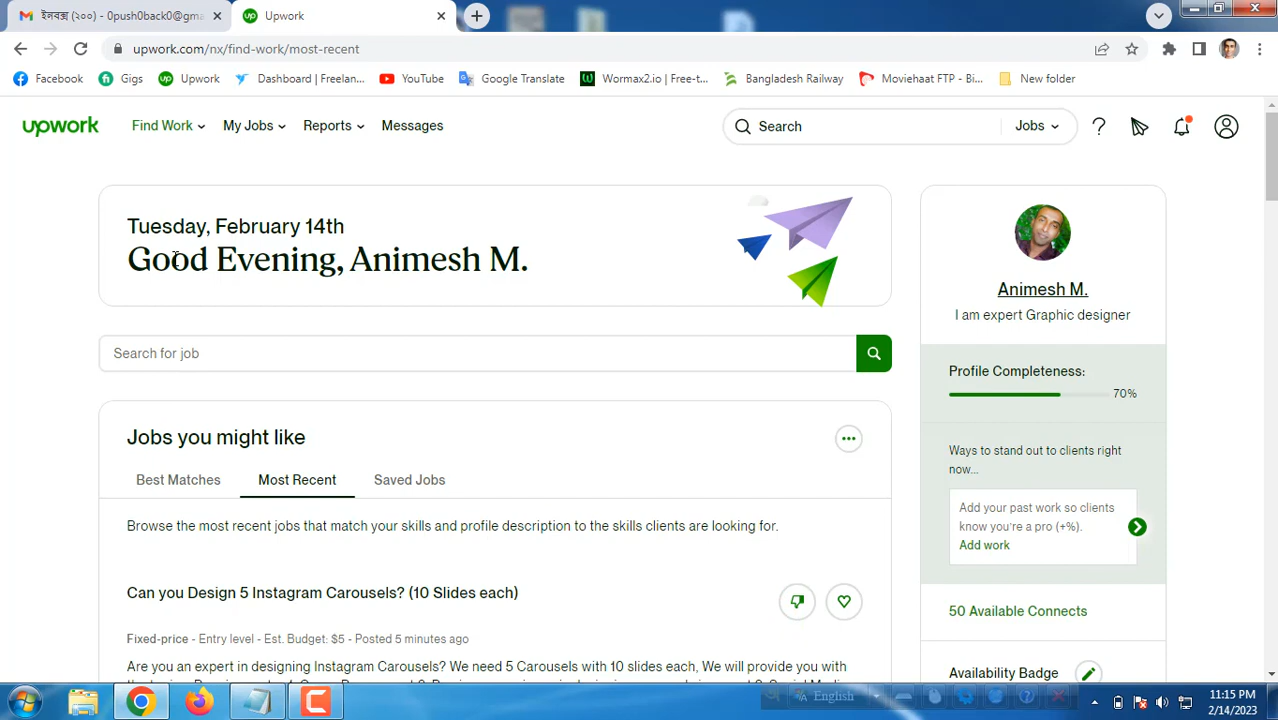 ইনবক্স (২০০) - 0push0back0@gma
Upwork
upwork.com/nx/find-work/most-recent
Facebook
Gigs
Upwork
Dashboard | Freelan...
YouTube
Google Translate
Wormax2.io | Free-t...
Bangladesh Railway
Moviehaat FTP - Bi...
New folder
upwork
Find Work
My Jobs
Reports
Messages
Search
Jobs
Tuesday, February 14th
Good Evening, Animesh M.
Search for job
Jobs you might like
Best Matches
Most Recent
Saved Jobs
Browse the most recent jobs that match your skills and profile description to the skills clients are looking for.
Can you Design 5 Instagram Carousels? (10 Slides each)
Fixed-price - Entry level - Est. Budget: $5 - Posted 5 minutes ago
Are you an expert in designing Instagram Carousels? We need 5 Carousels with 10 slides each, We will provide you with
Animesh M.
I am expert Graphic designer
Profile Completeness:
70%
Ways to stand out to clients right
now...
Add your past work so clients
know you're a pro (+%).
Add work
50 Available Connects
Availability Badge
English
11:15 PM
2/14/2023